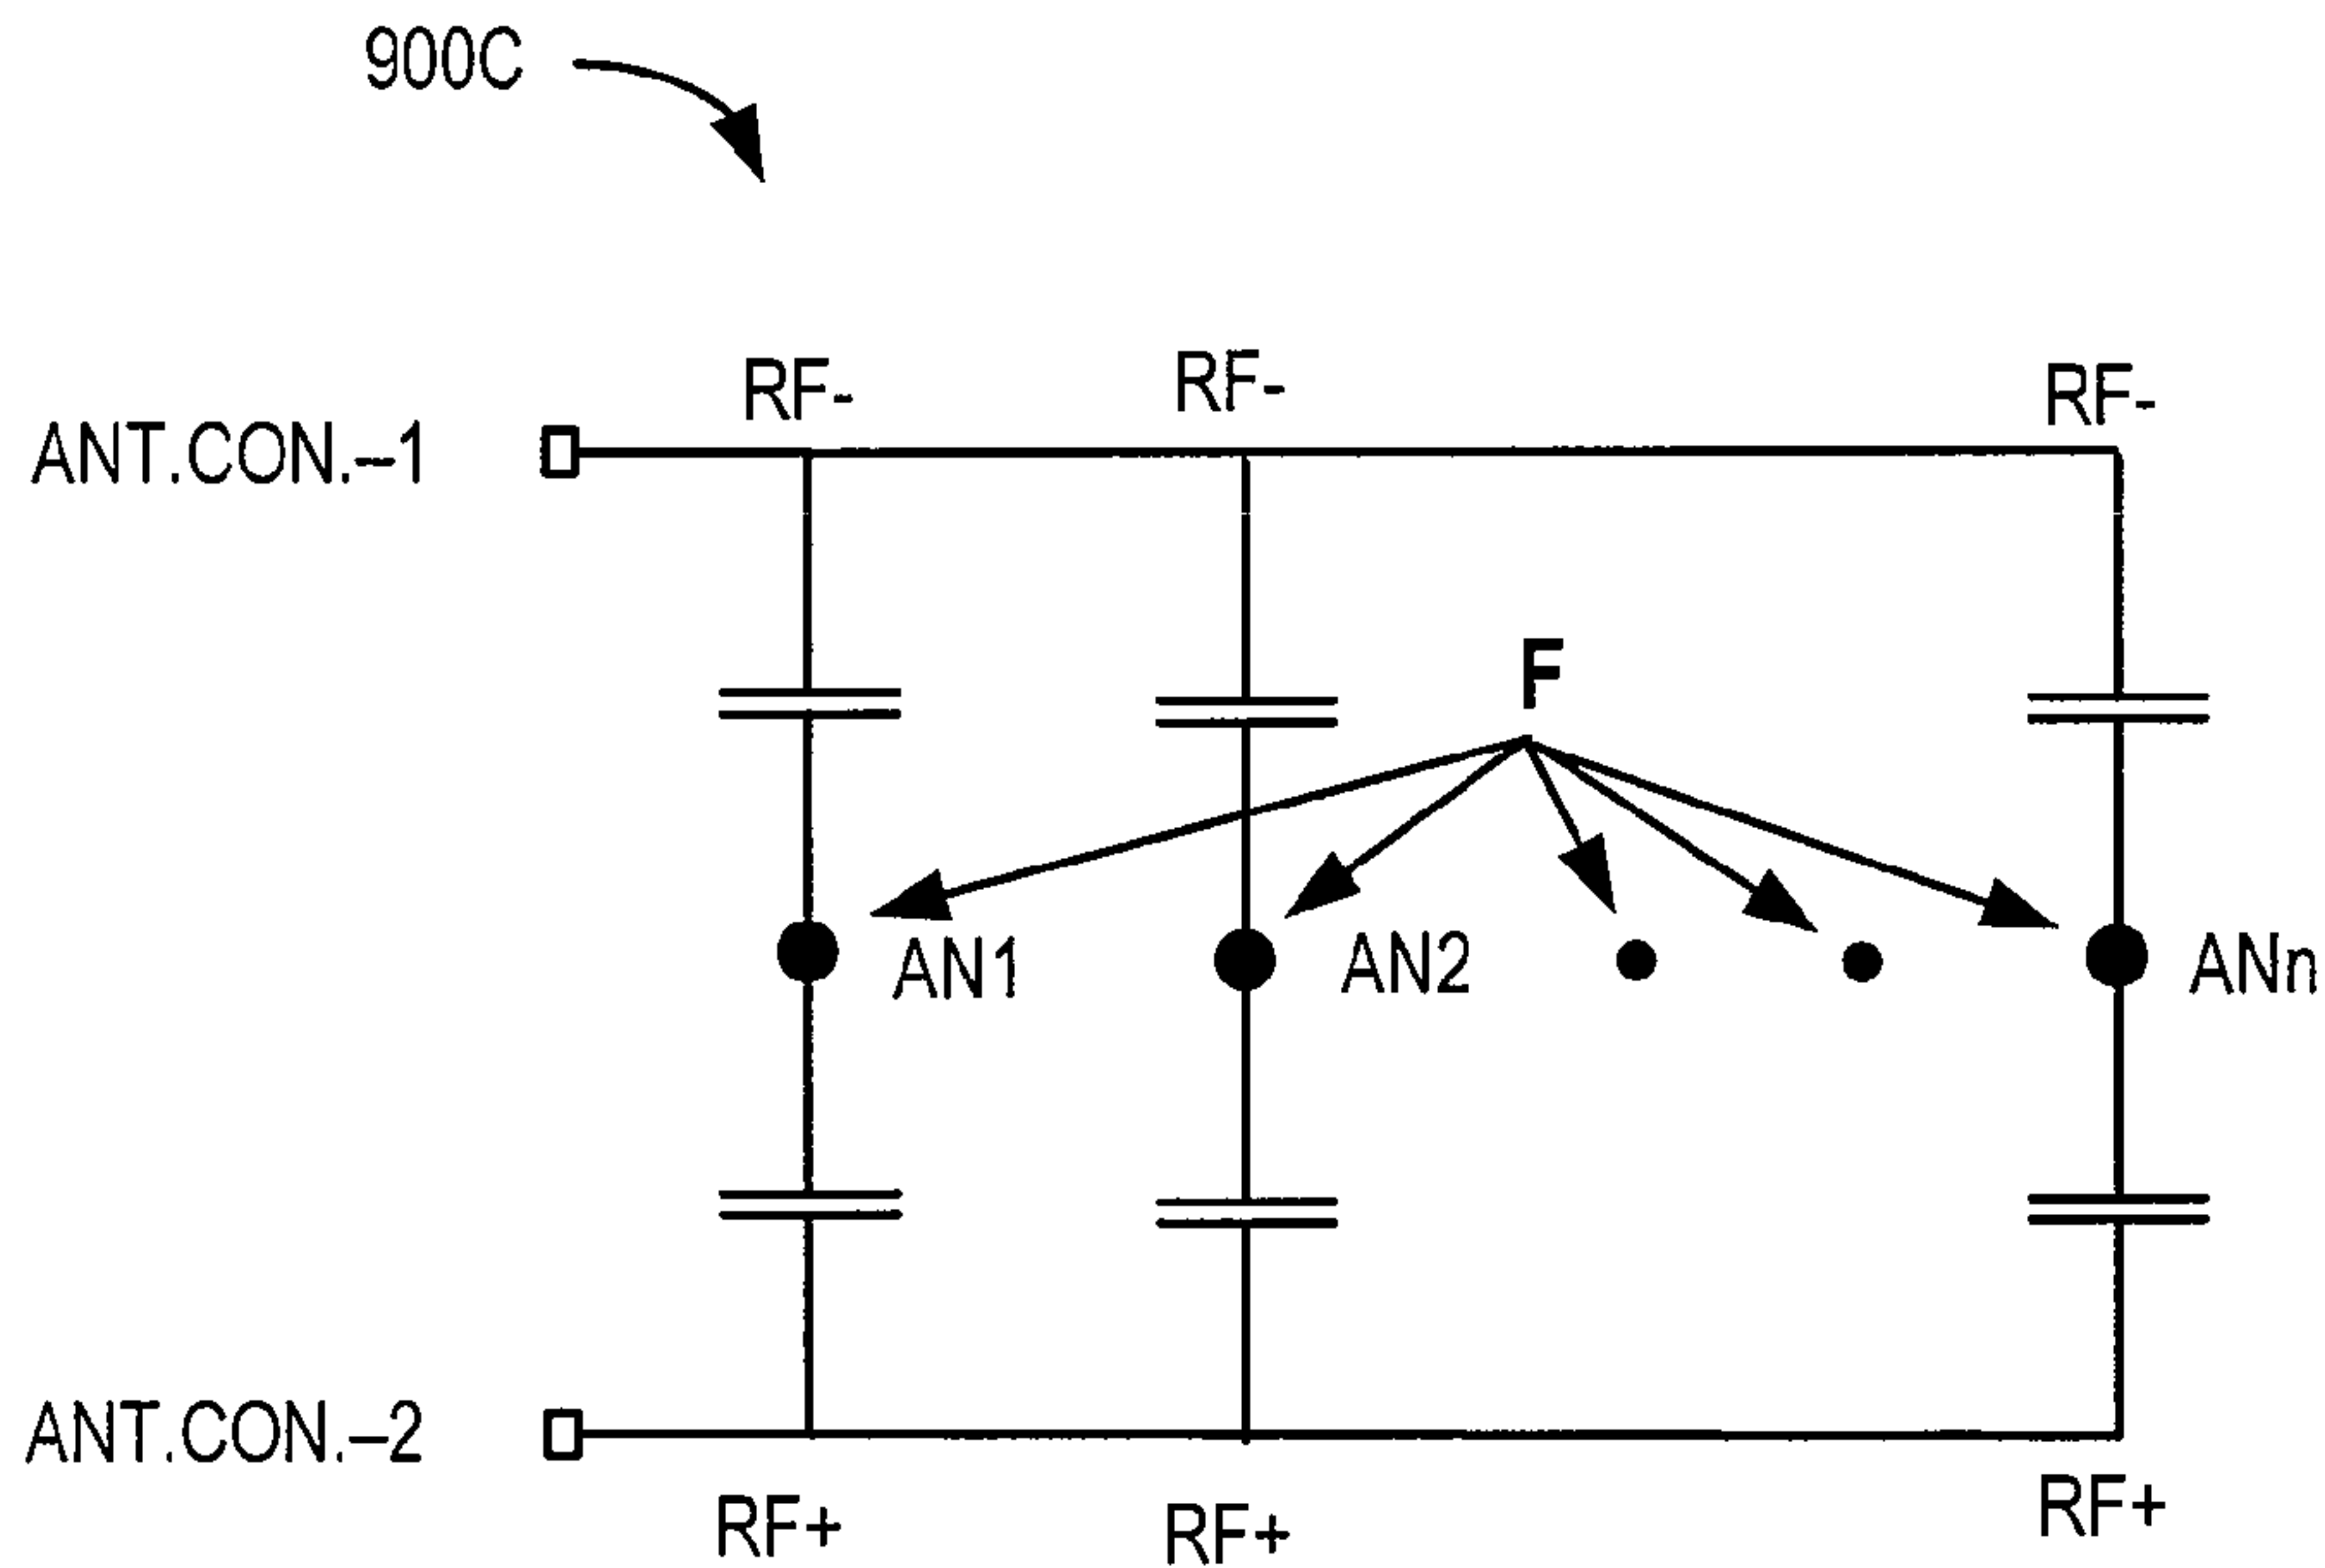 900C
RF- RF- RF-
ANT.CON.–1
F
AN1 AN2 ANn
ANT.CON.–2
RF+ RF+ RF+